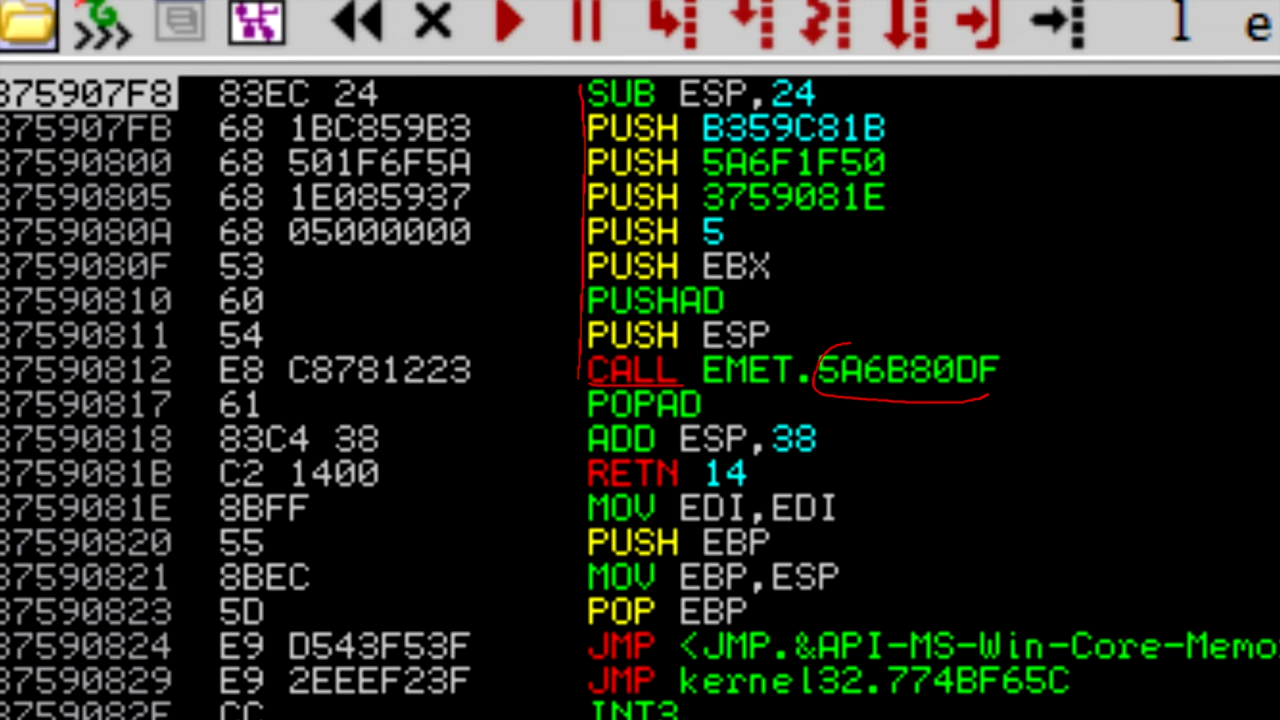 l e
375907F8 83EC 24 SUB ESP,24
375907FB 68 1BC859B3 PUSH B359C81B
37590800 68 501F6F5A PUSH 5A6F1F50
37590805 68 1E085937 PUSH 3759081E
3759080A 68 05000000 PUSH 5
3759080F 53 PUSH EBX
37590810 60 PUSHAD
37590811 54 PUSH ESP
37590812 E8 C8781223 CALL EMET.5A6B80DF
37590817 61 POPAD
37590818 83C4 38 ADD ESP,38
3759081B C2 1400 RETN 14
3759081E 8BFF MOV EDI,EDI
37590820 55 PUSH EBP
37590821 8BEC MOV EBP,ESP
37590823 5D POP EBP
37590824 E9 D543F53F JMP <JMP.&API-MS-Win-Core-Memo
37590829 E9 2EEEF23F JMP kernel32.774BF65C
3759082E CC INT3